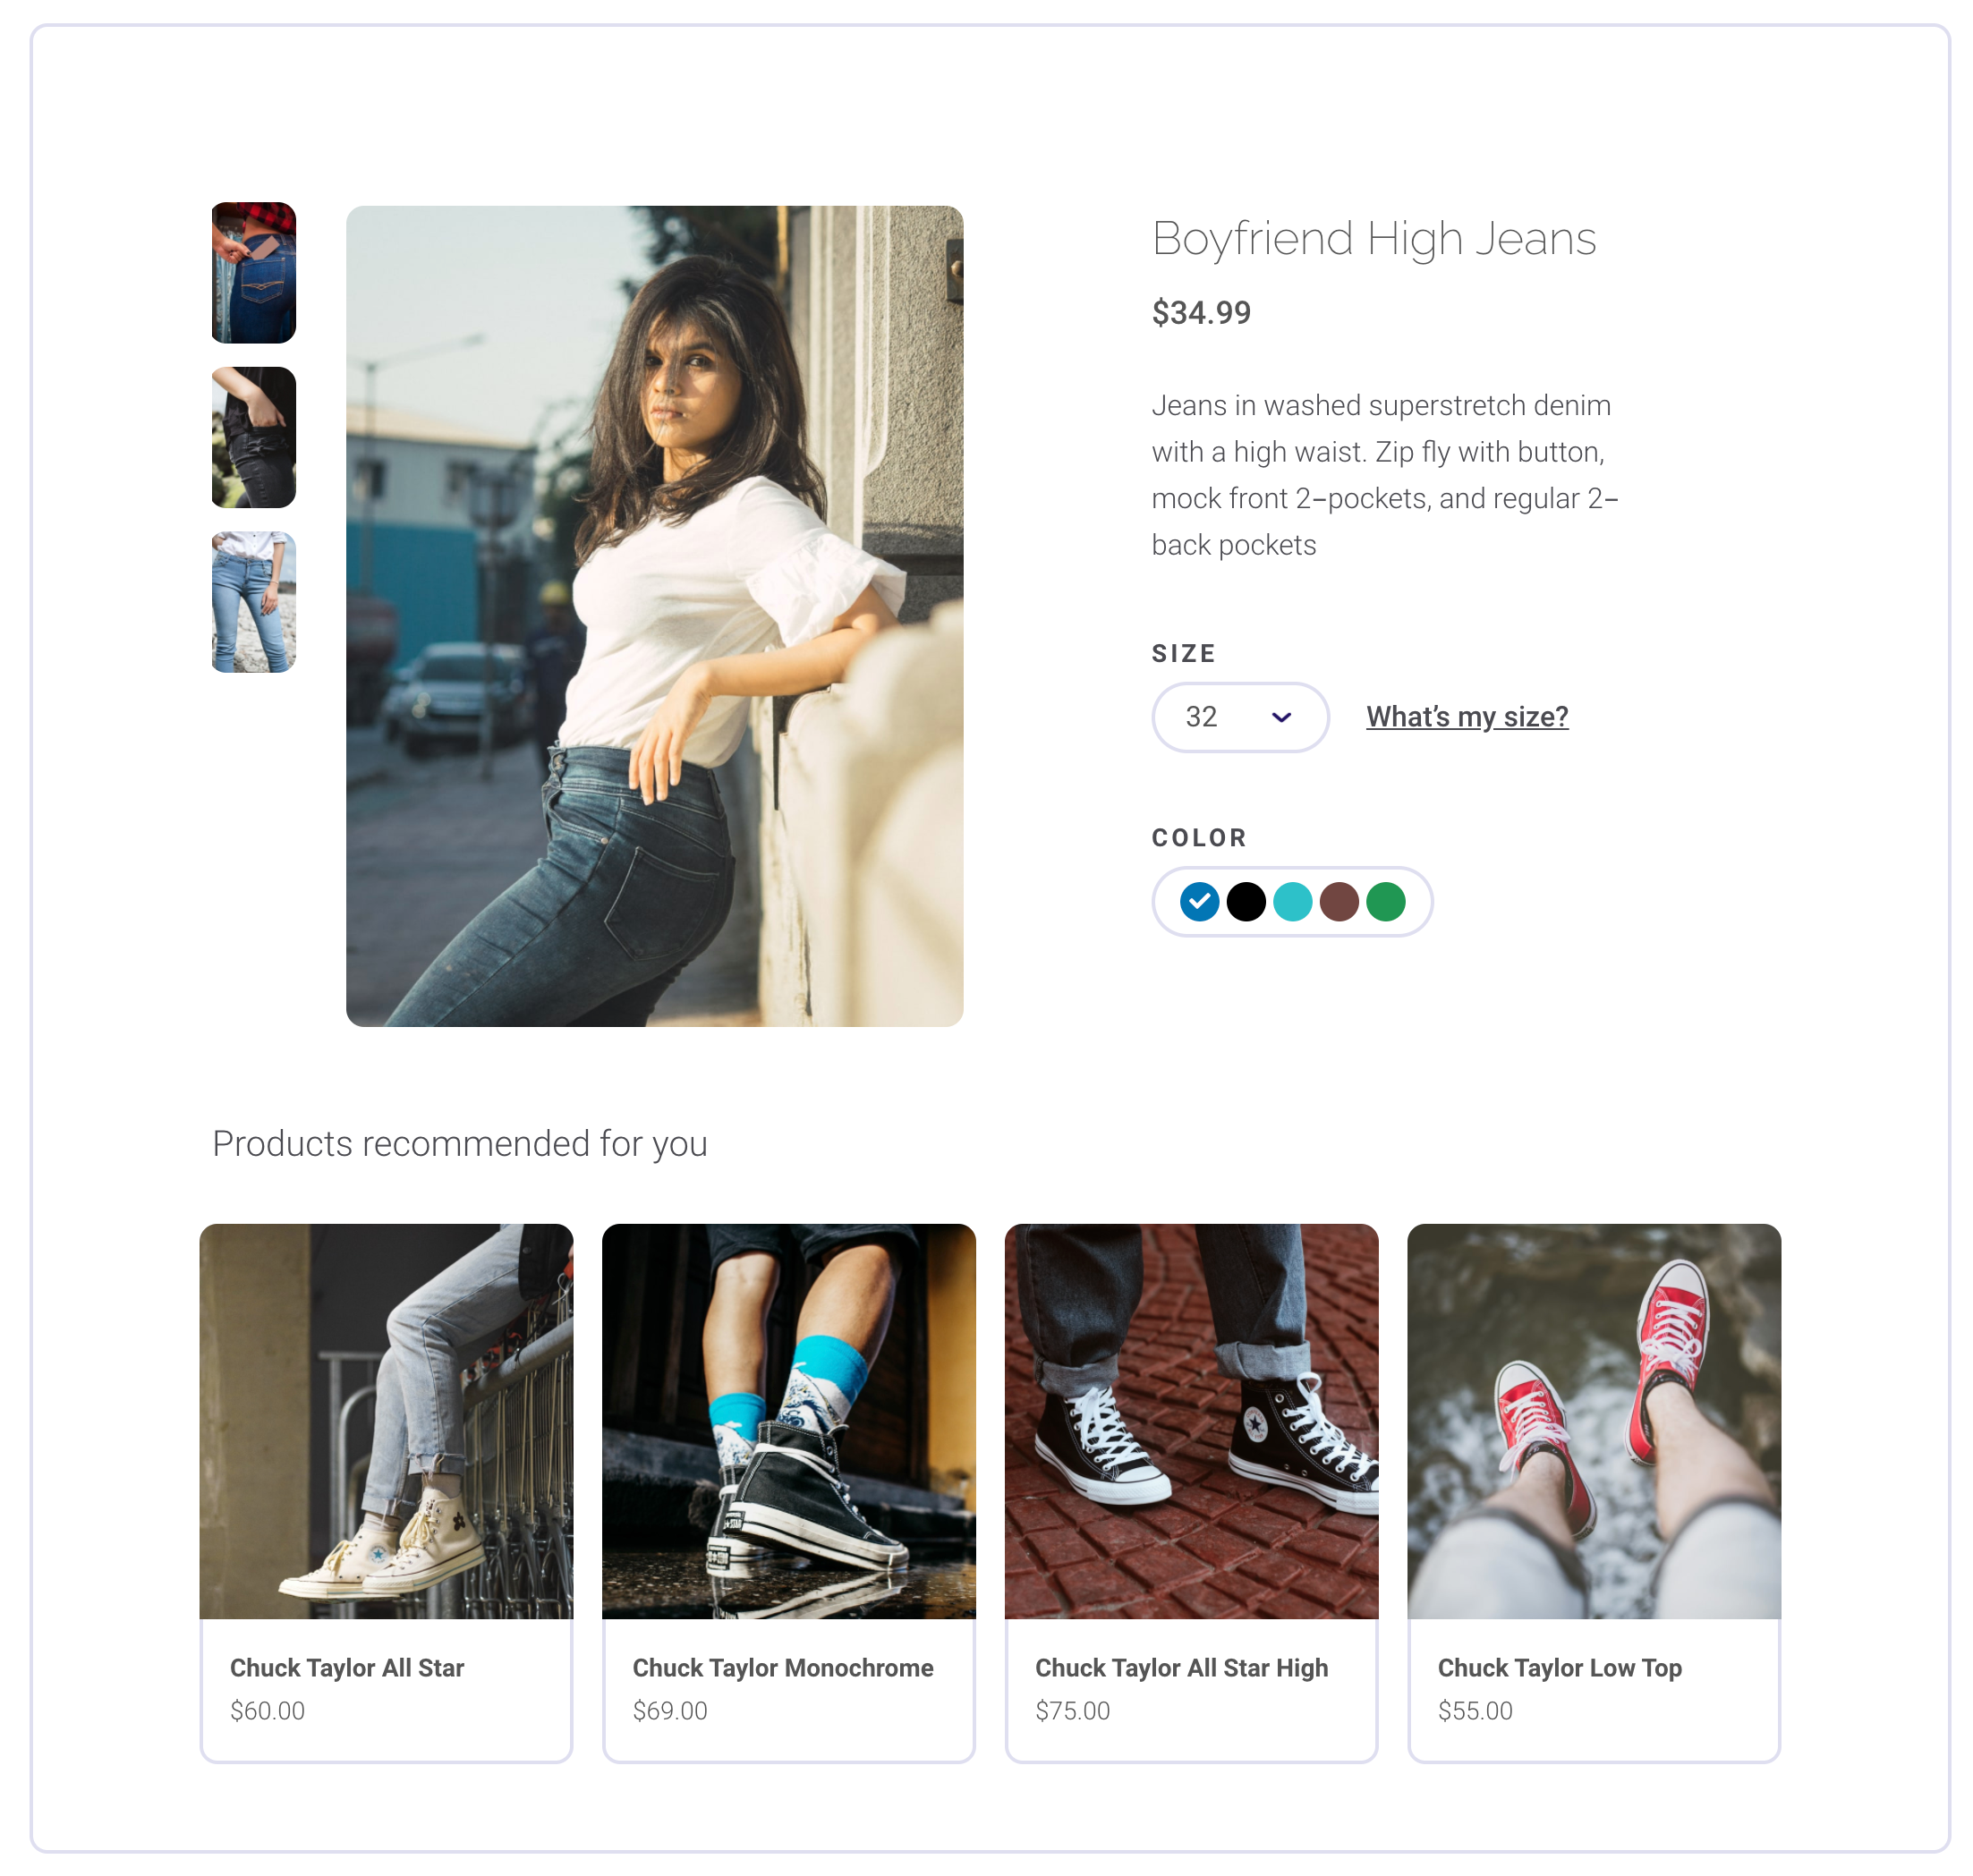 Boyfriend High Jeans
$34.99
Jeans in washed superstretch denim
with a high waist. Zip fly with button,
mock front 2–pockets, and regular 2–
back pockets
SIZE
32
What’s my size?
COLOR
Products recommended for you
Chuck Taylor All Star
$60.00
Chuck Taylor Monochrome
$69.00
Chuck Taylor All Star High
$75.00
Chuck Taylor Low Top
$55.00